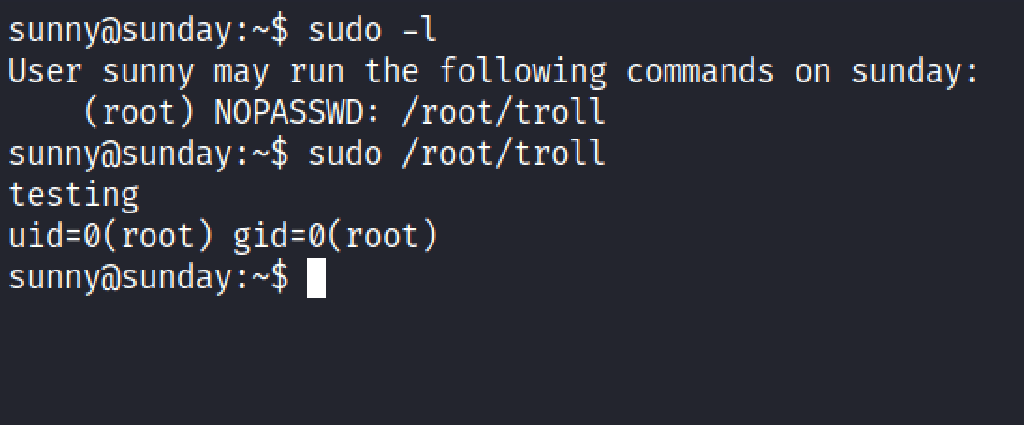 sunny@sunday:~$ sudo -l
User sunny may run the following commands on sunday:
    (root) NOPASSWD: /root/troll
sunny@sunday:~$ sudo /root/troll
testing
uid=0(root) gid=0(root)
sunny@sunday:~$